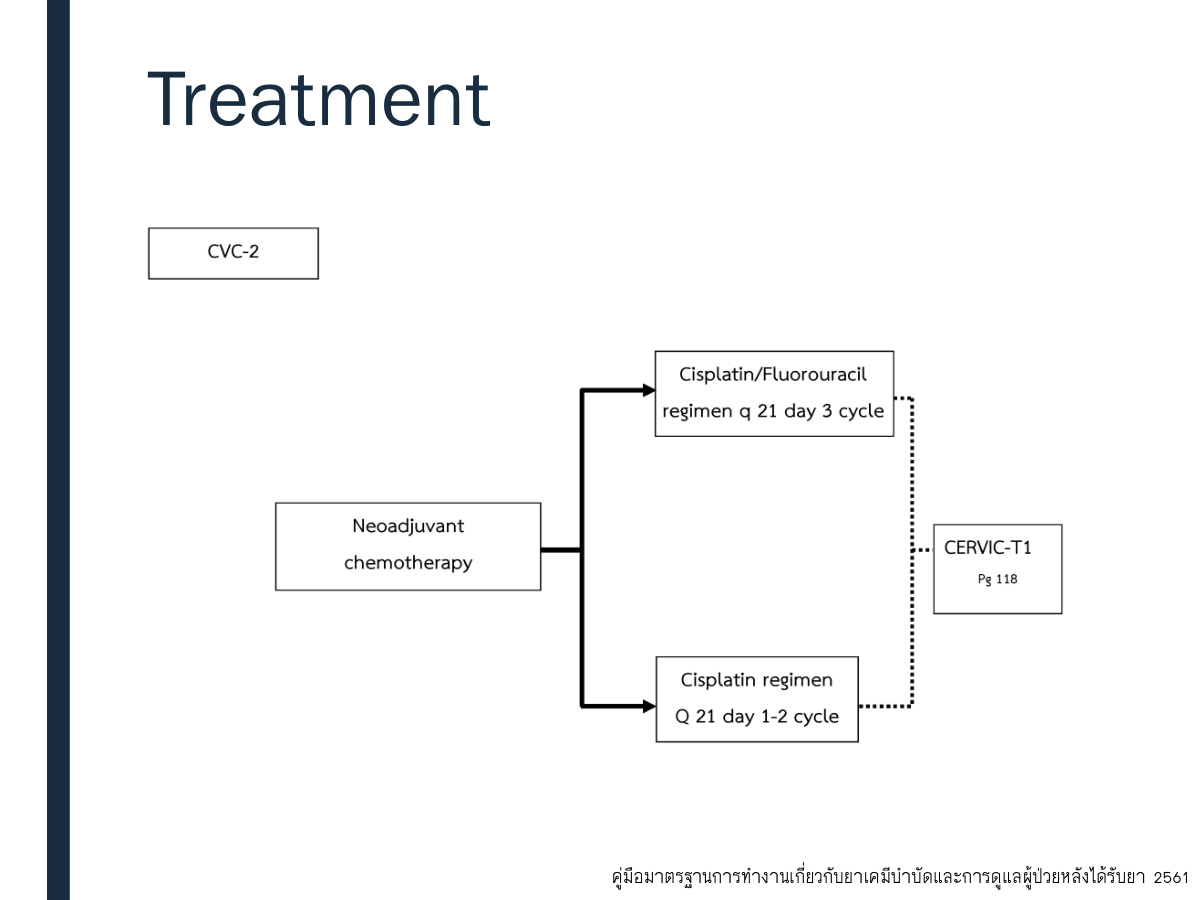 Treatment
CVC-2
Cisplatin/Fluorouracil
regimen q 21 day 3 cycle
Neoadjuvant
chemotherapy
CERVIC-T1
Pg 118
Cisplatin regimen
Q 21 day 1-2 cycle
คู่มือมาตรฐานการทำงานเกี่ยวกับยาเคมีบำบัดและการดูแลผู้ป่วยหลังได้รับยา 2561